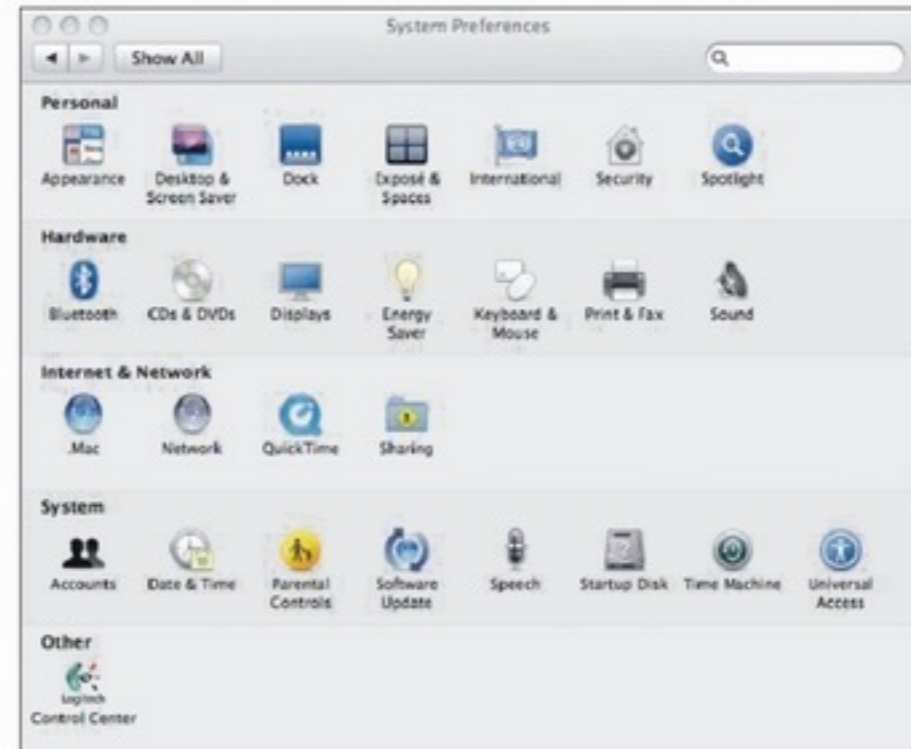 System Preferences
Show All
Personal
Appearance
Desktop &
Screen Saver
Dock
Exposé &
Spaces
International
Security
Spotlight
Hardware
Bluetooth
CDs & DVDs
Displays
Energy
Saver
Keyboard &
Mouse
Print & Fax
Sound
Internet & Network
.Mac
Network
QuickTime
Sharing
System
Accounts
Date & Time
Parental
Controls
Software
Update
Speech
Startup Disk
Time Machine
Universal
Access
Other
Logitech
Control Center